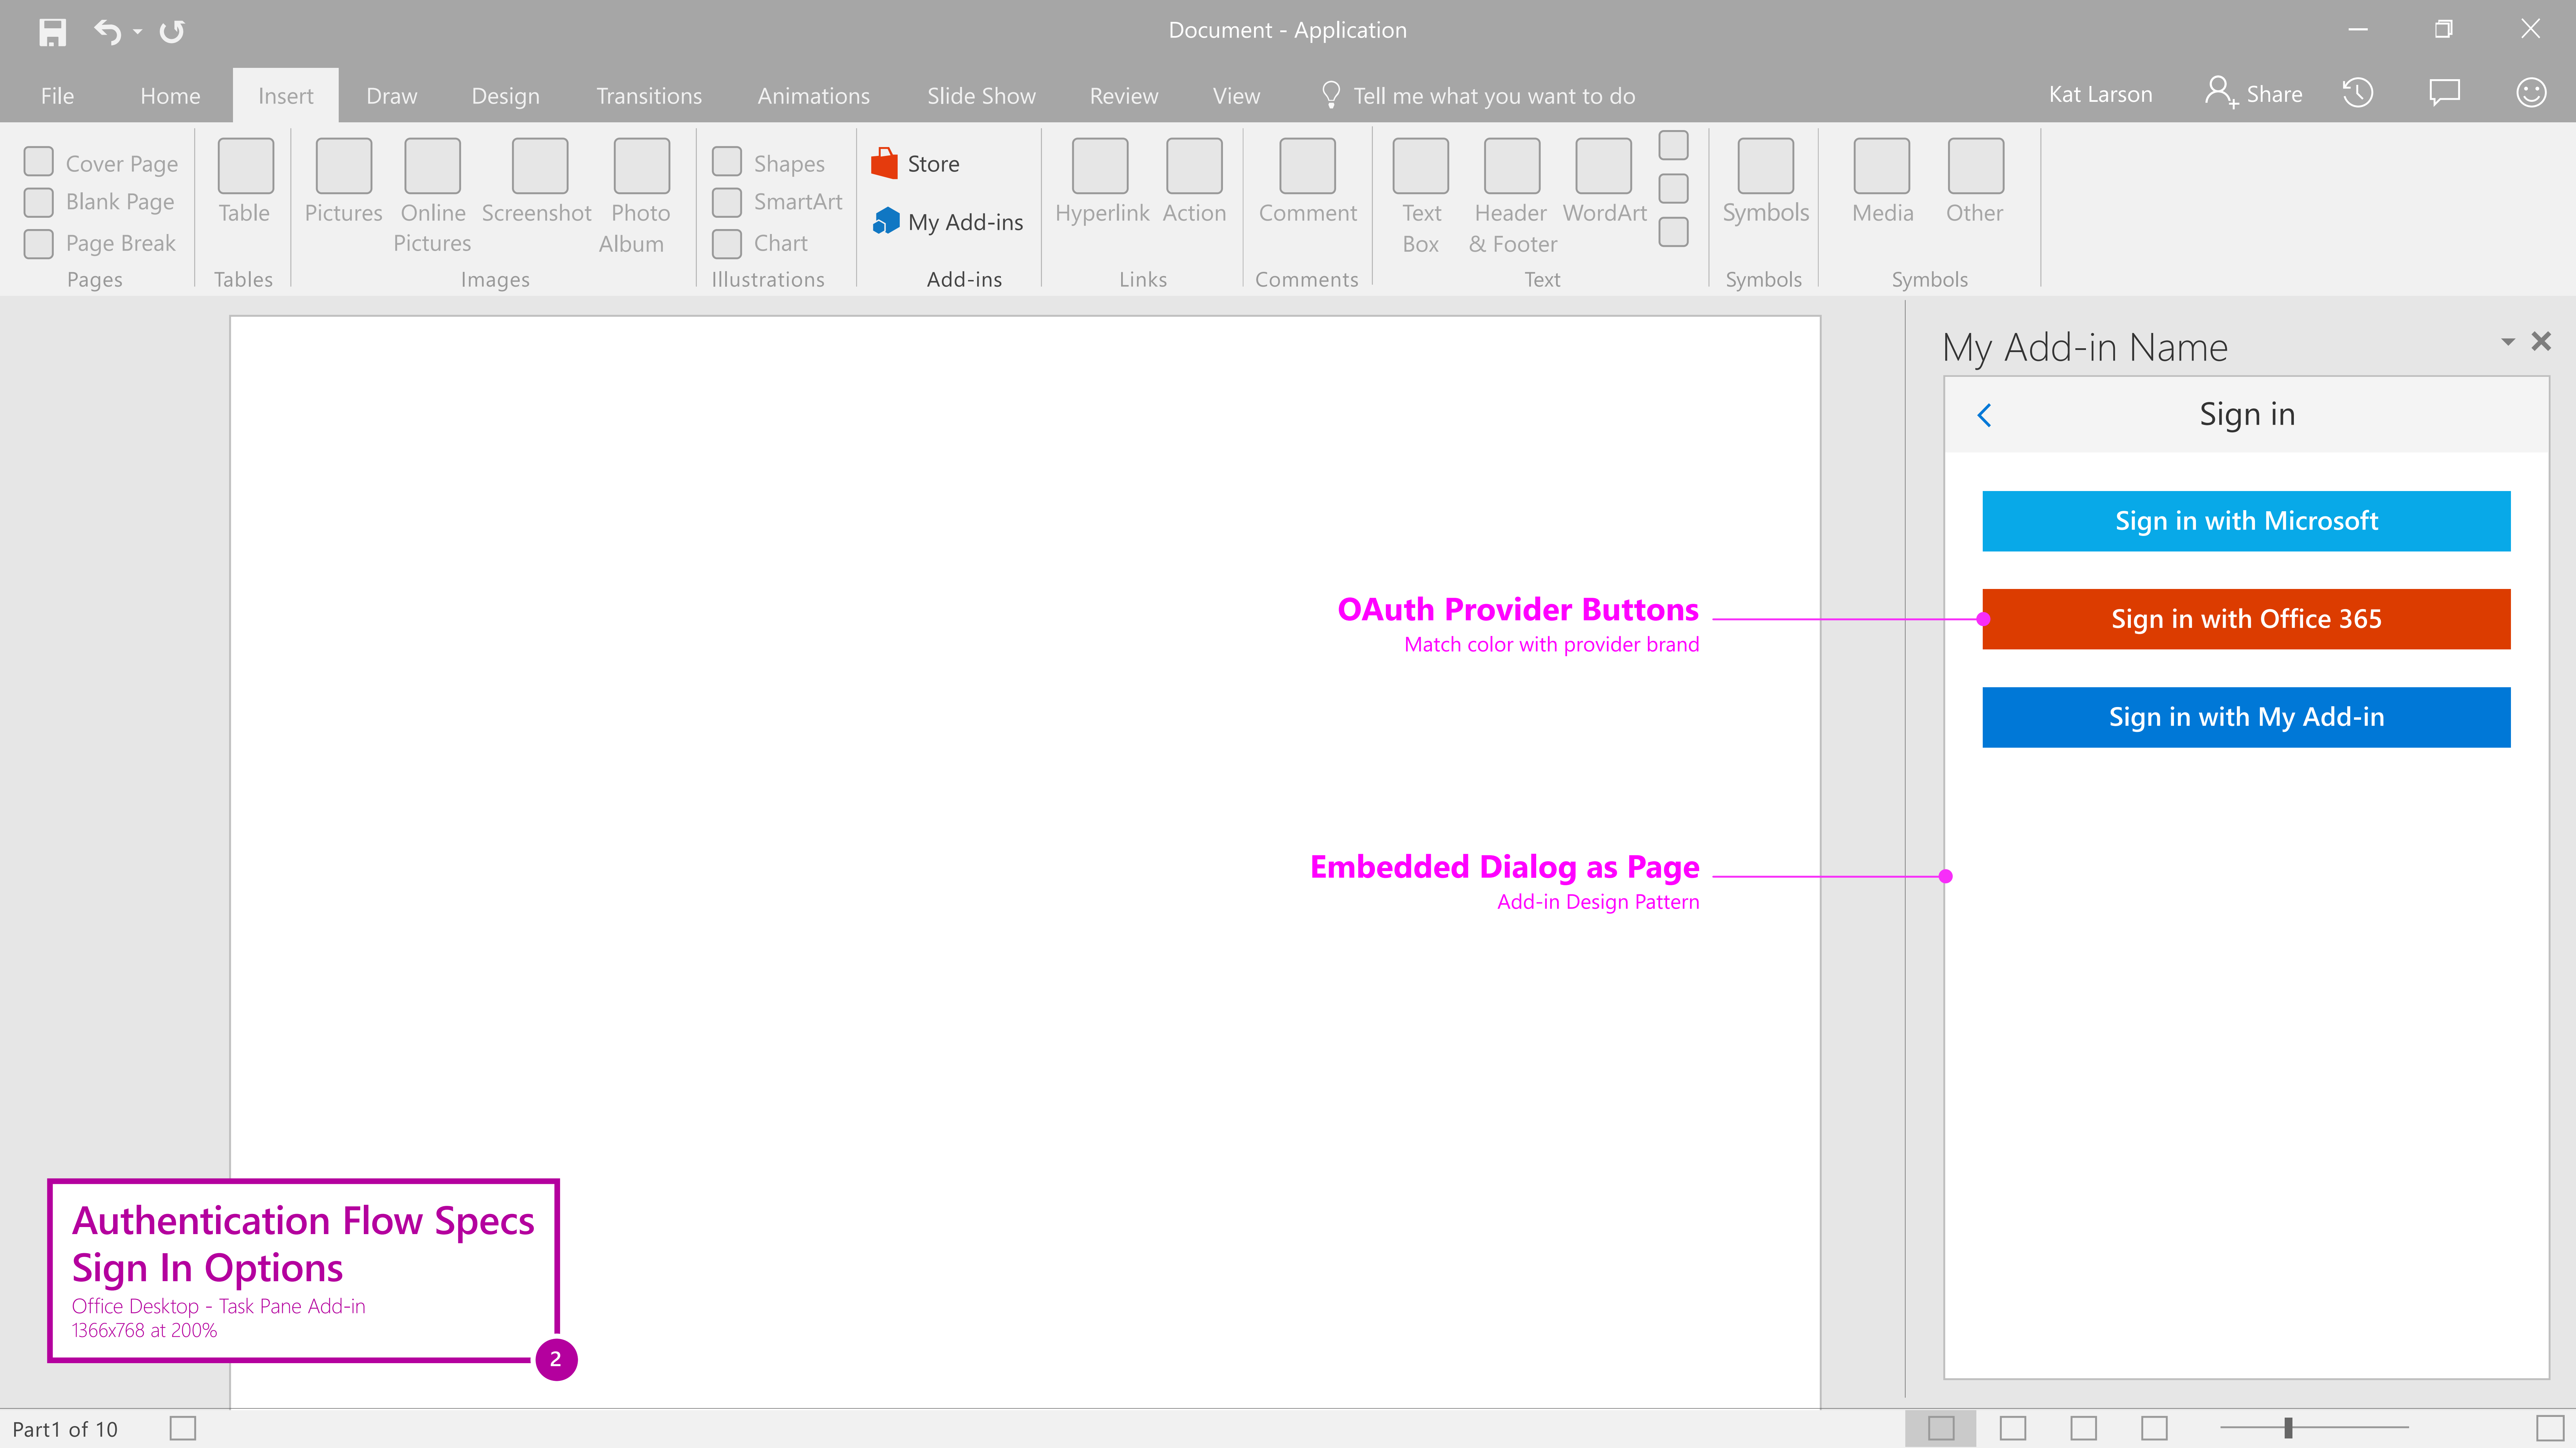 Document - Application
File Home Insert Draw Design Transitions Animations Slide Show Review View Tell me what you want to do Kat Larson Share
Cover Page
Blank Page
Page Break
Pages
Table
Tables
Pictures
Online
Pictures
Screenshot
Photo
Album
Images
Shapes
SmartArt
Chart
Illustrations
Store
My Add-ins
Add-ins
Hyperlink
Action
Links
Comment
Comments
Text
Box
Header
& Footer
WordArt
Text
Symbols
Symbols
Media
Other
Symbols
My Add-in Name
Sign in
Sign in with Microsoft
OAuth Provider Buttons
Match color with provider brand
Sign in with Office 365
Sign in with My Add-in
Embedded Dialog as Page
Add-in Design Pattern
Authentication Flow Specs
Sign In Options
Office Desktop - Task Pane Add-in
1366x768 at 200%
2
Part1 of 10